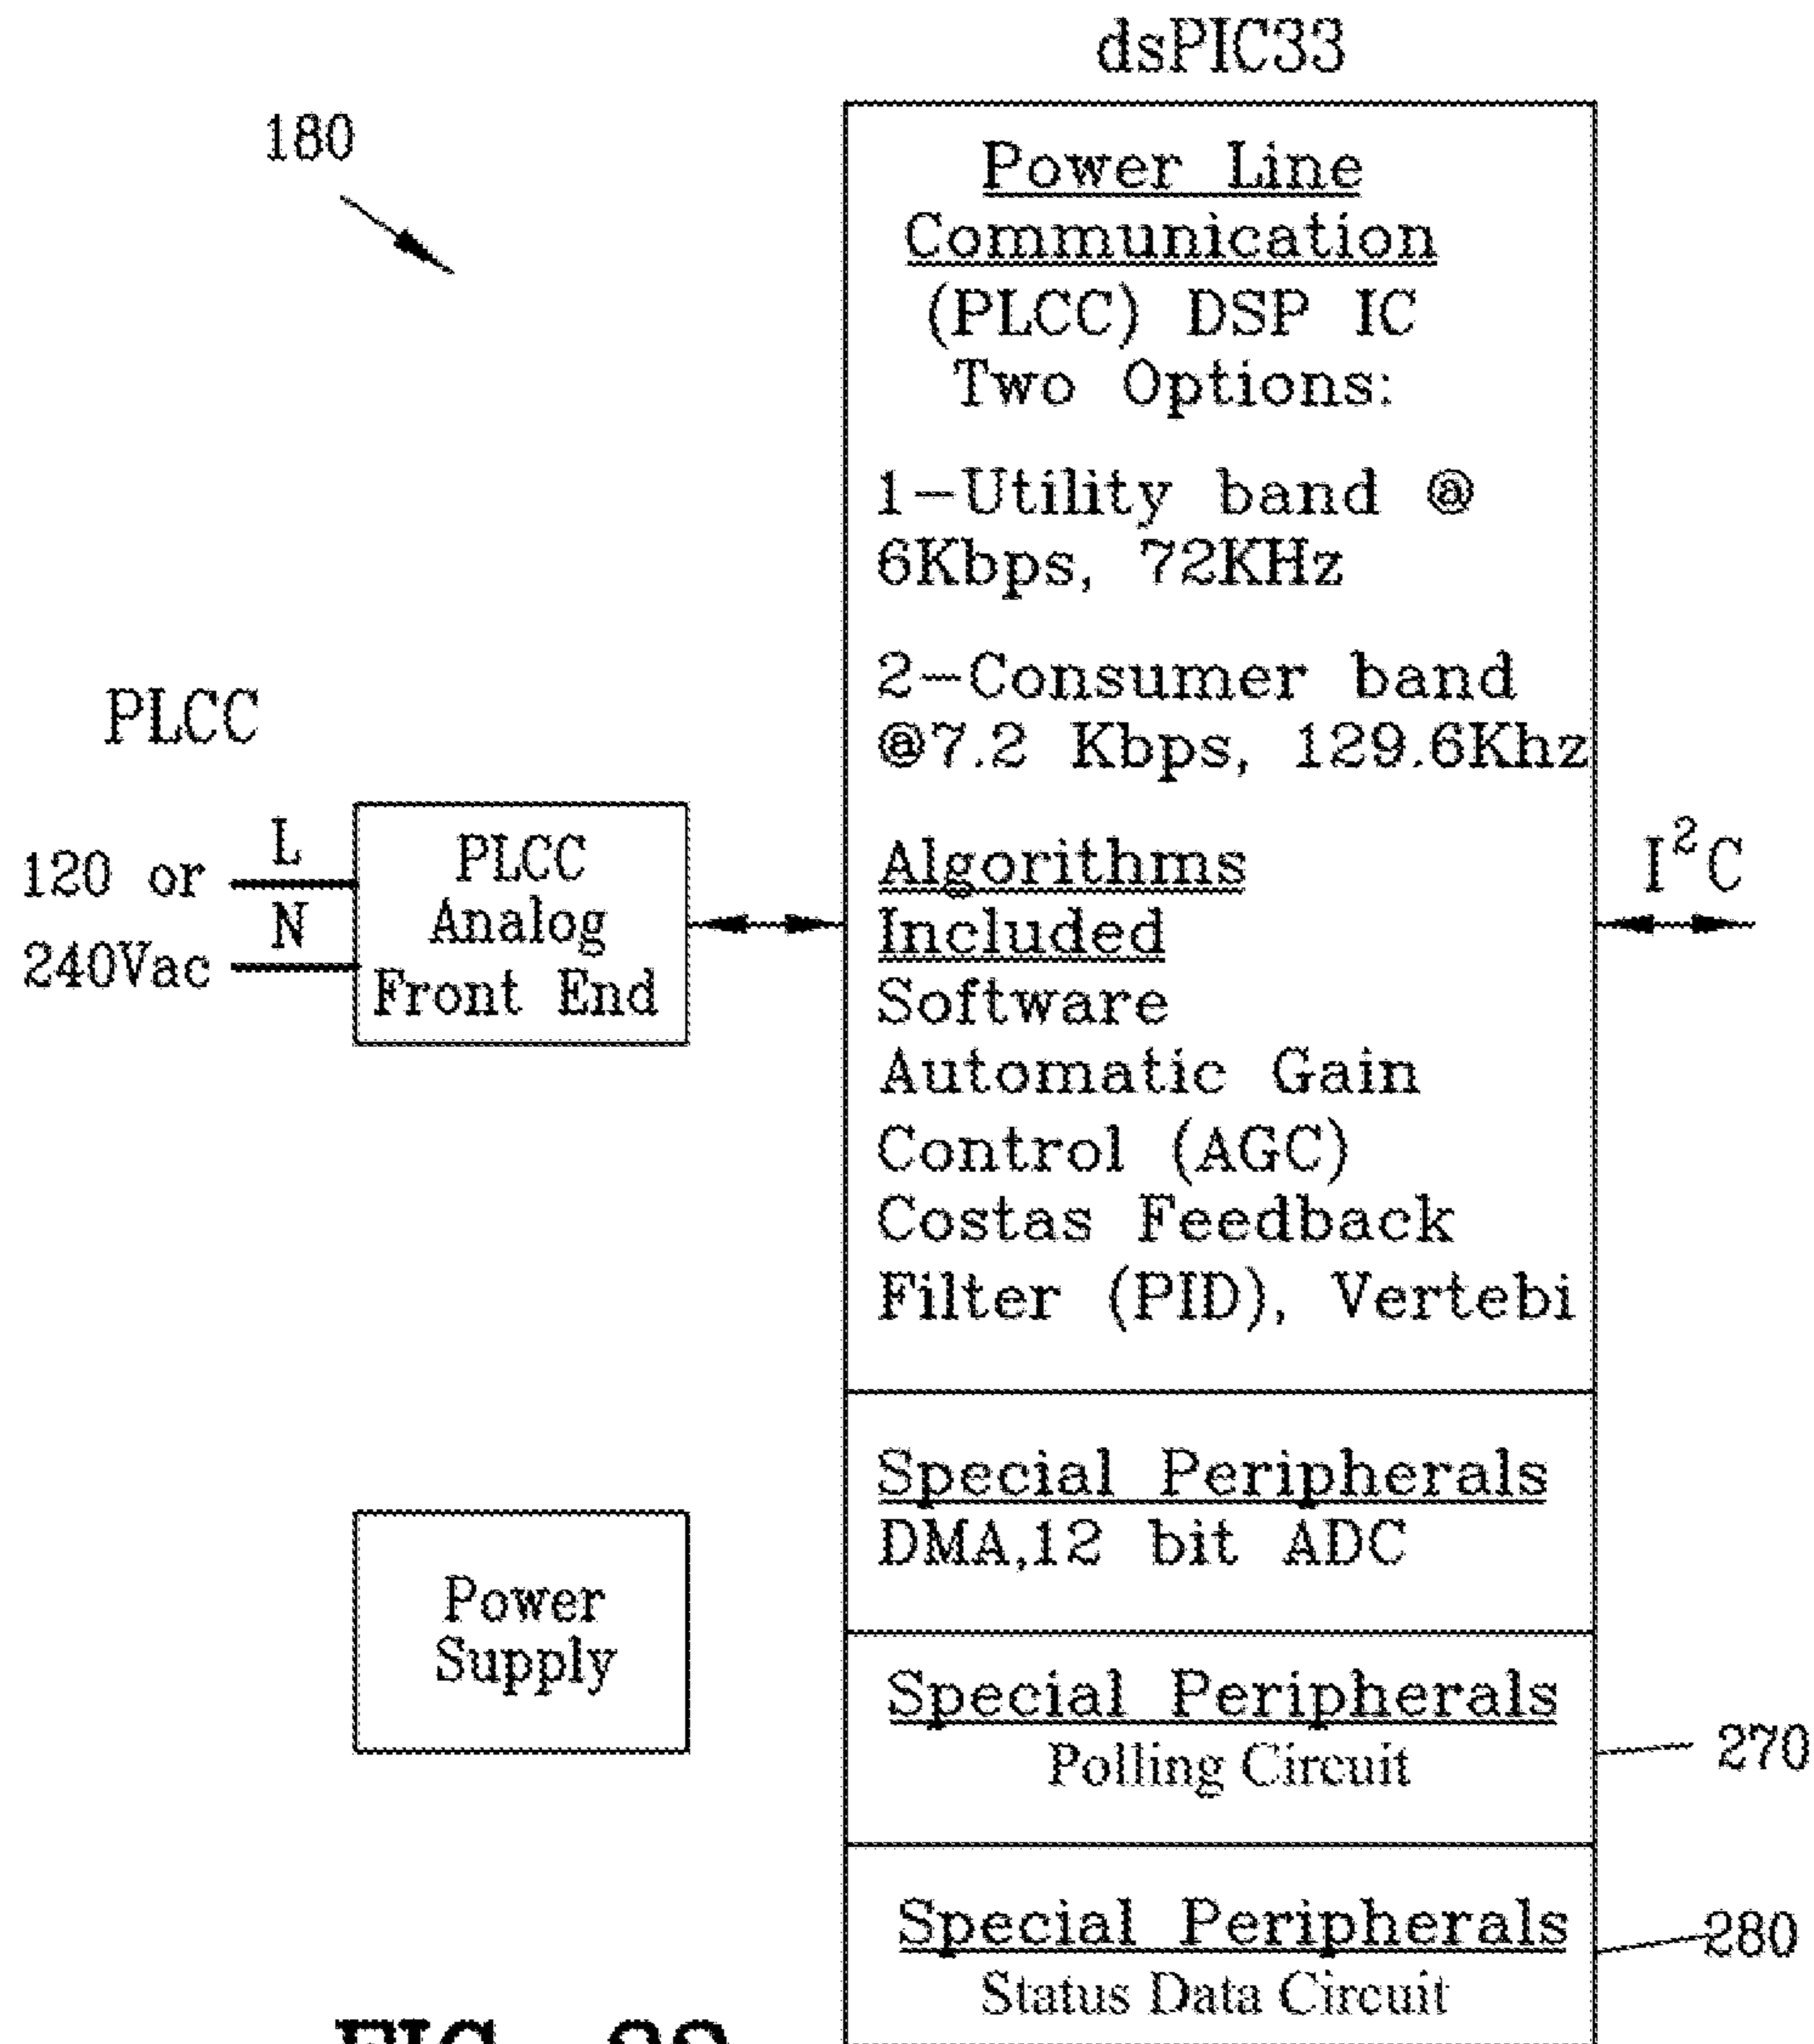 dsPIC33
180
Power Line
Communication
(PLCC) DSP IC
Two Options:
1-Utility band @
6Kbps, 72KHz
2-Consumer band
@7.2 Kbps, 129.6Khz
Algorithms
Included
Software
Automatic Gain
Control (AGC)
Costas Feedback
Filter (PID), Vertebi
PLCC
120 or
240Vac
L
N
PLCC
Analog
Front End
I²C
Special Peripherals
DMA,12 bit ADC
Power
Supply
Special Peripherals
Polling Circuit
270
Special Peripherals
Status Data Circuit
280